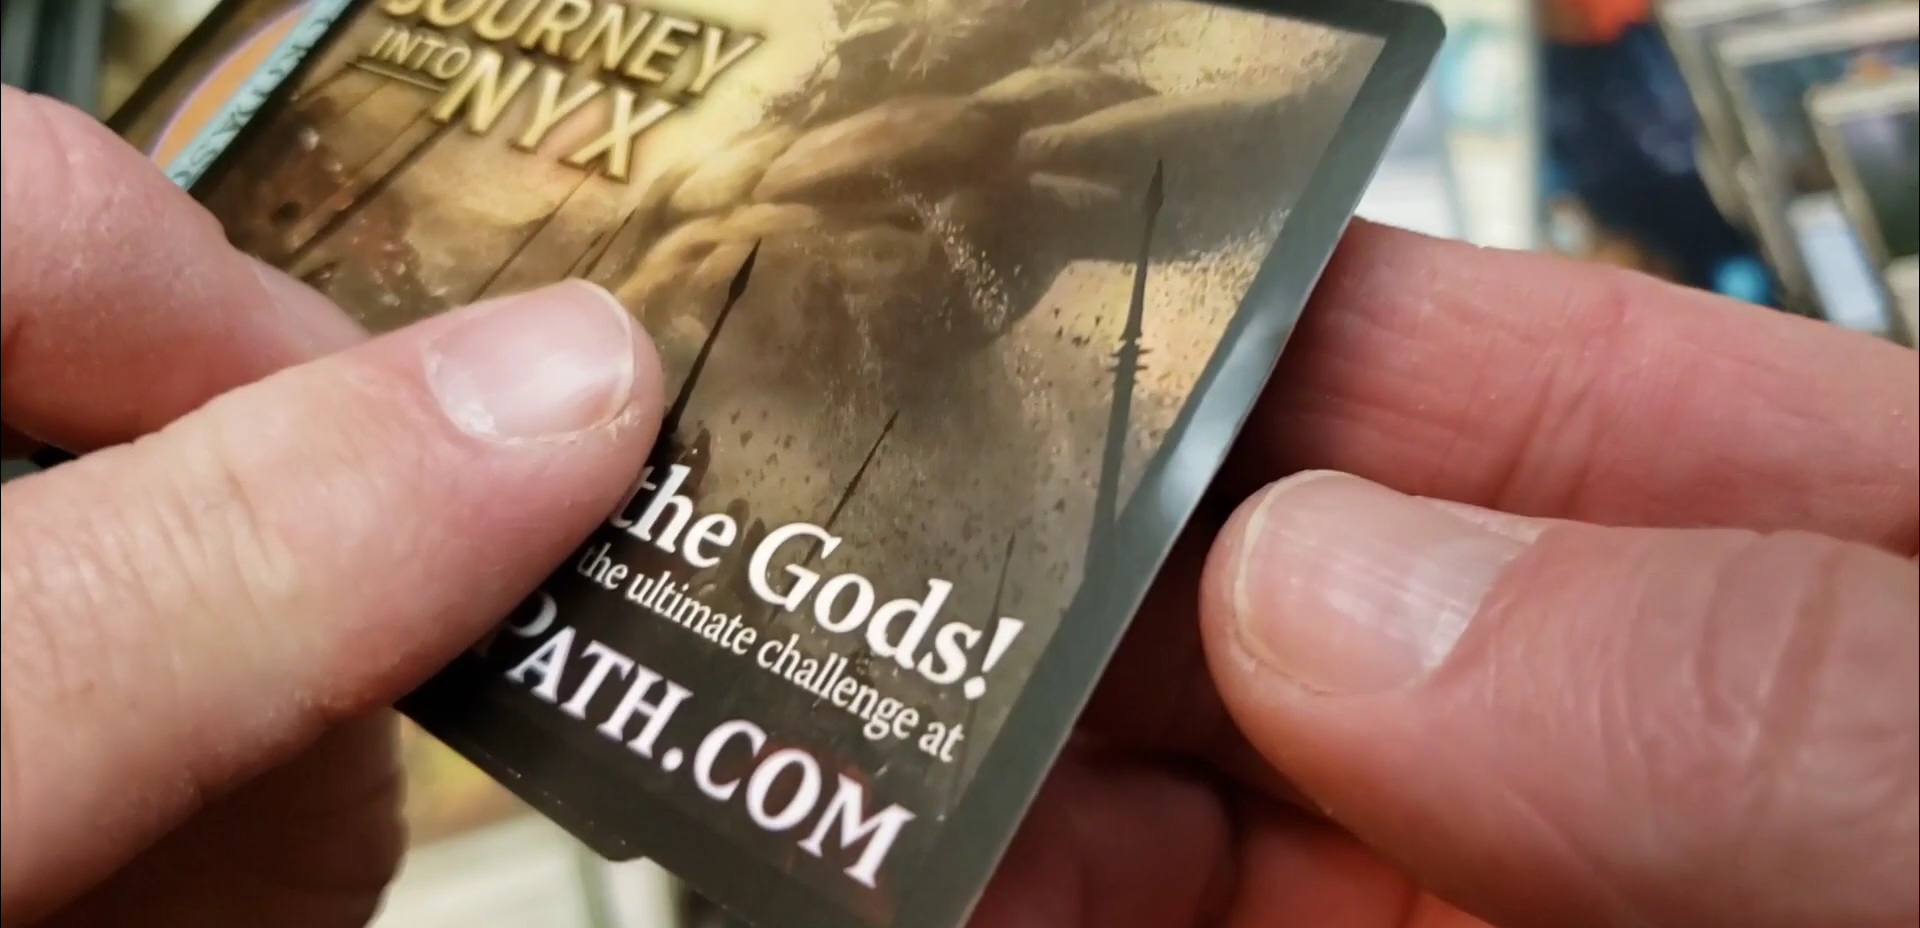 JOURNEY
INTO NYX
the Gods!
the ultimate challenge at
PATH.COM